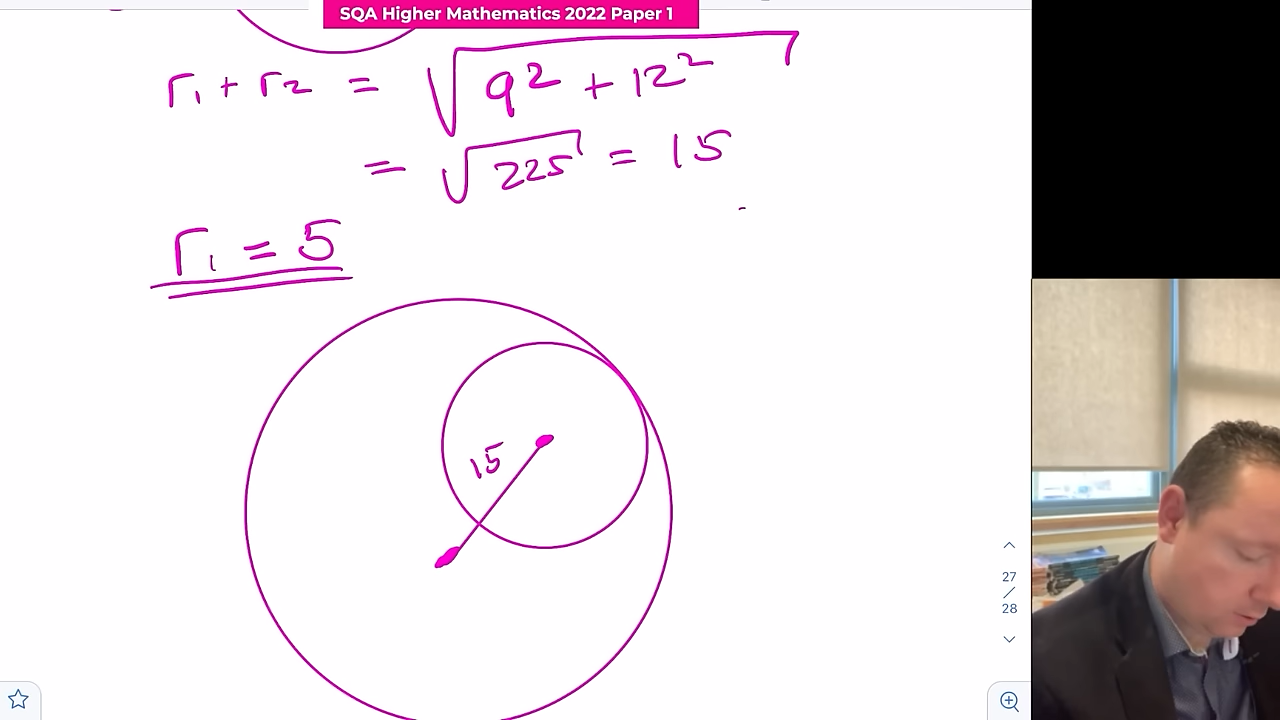 SQA Higher Mathematics 2022 Paper 1
r₁ + r₂ = √(9² + 12²)
= √225 = 15
r₁ = 5
15
27
/
28